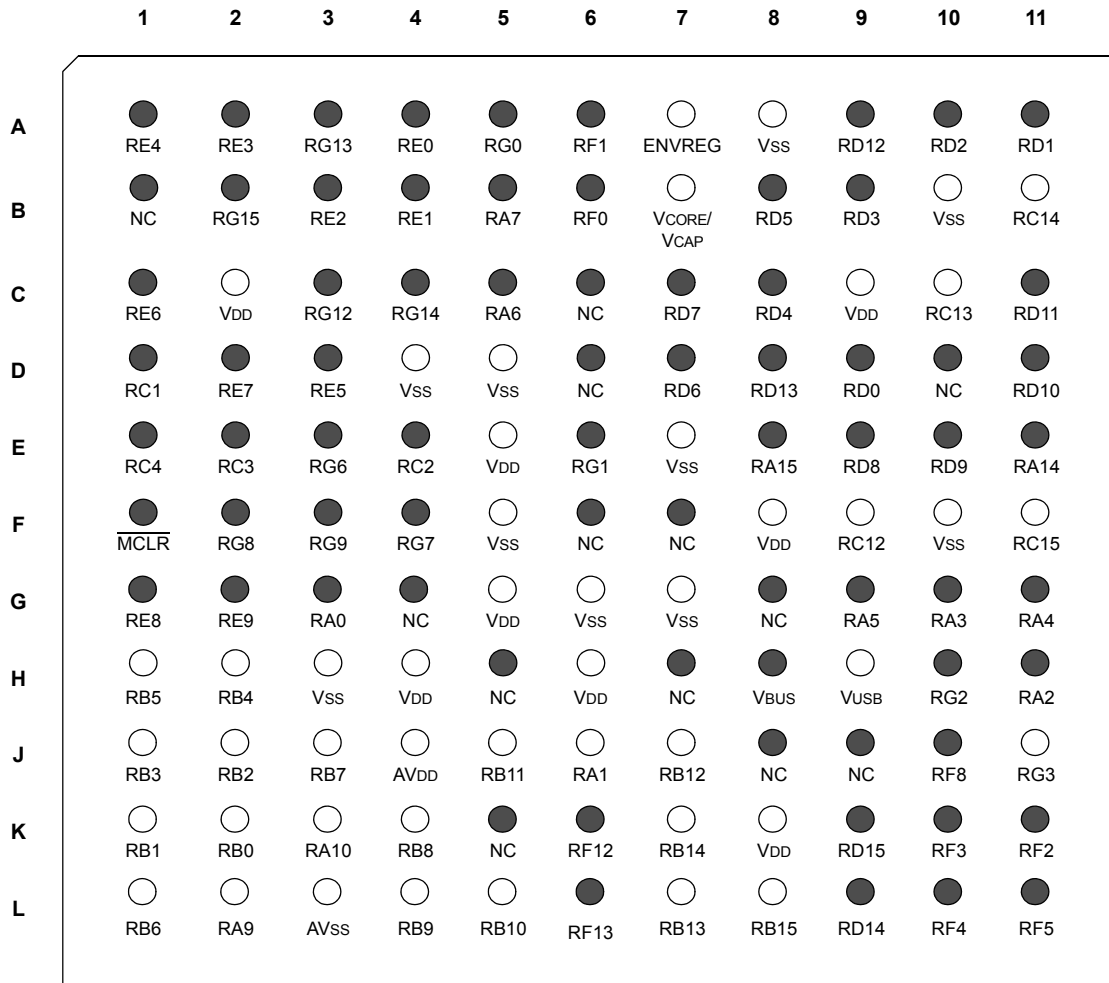 1 2 3 4 5 6 7 8 9 10 11
A
RE4 RE3 RG13 RE0 RG0 RF1 ENVREG VSS RD12 RD2 RD1
B
NC RG15 RE2 RE1 RA7 RF0 VCORE/ RD5 RD3 VSS RC14
VCAP
C
RE6 VDD RG12 RG14 RA6 NC RD7 RD4 VDD RC13 RD11
D
RC1 RE7 RE5 VSS VSS NC RD6 RD13 RD0 NC RD10
E
RC4 RC3 RG6 RC2 VDD RG1 VSS RA15 RD8 RD9 RA14
F
MCLR RG8 RG9 RG7 VSS NC NC VDD RC12 VSS RC15
G
RE8 RE9 RA0 NC VDD VSS VSS NC RA5 RA3 RA4
H
RB5 RB4 VSS VDD NC VDD NC VBUS VUSB RG2 RA2
J
RB3 RB2 RB7 AVDD RB11 RA1 RB12 NC NC RF8 RG3
K
RB1 RB0 RA10 RB8 NC RF12 RB14 VDD RD15 RF3 RF2
L
RB6 RA9 AVSS RB9 RB10 RF13 RB13 RB15 RD14 RF4 RF5